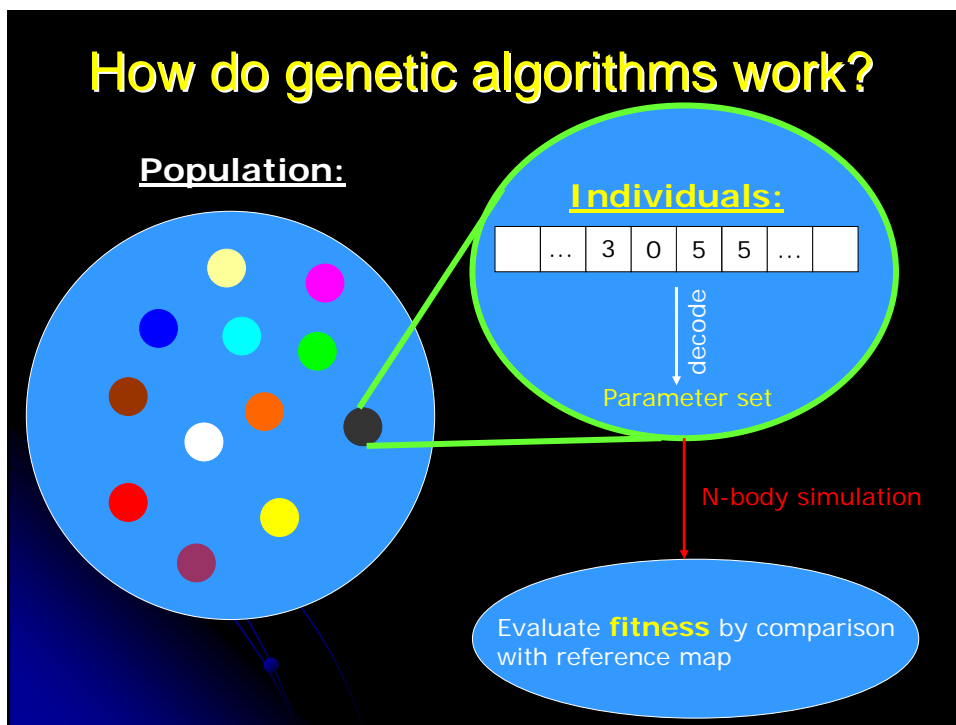 How do genetic algorithms work?
Population:
Individuals:
... 3 0 5 5 ...
decode
Parameter set
N-body simulation
Evaluate fitness by comparison
with reference map